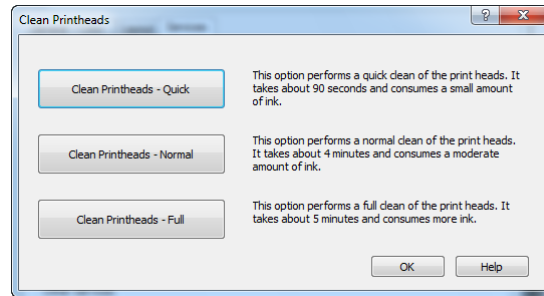 Clean Printheads
Services
Clean Printheads - Quick
This option performs a quick clean of the print heads. It
takes about 90 seconds and consumes a small amount
of ink.
Clean Printheads - Normal
This option performs a normal clean of the print heads.
It takes about 4 minutes and consumes a moderate
amount of ink.
Clean Printheads - Full
This option performs a full clean of the print heads. It
takes about 5 minutes and consumes more ink.
OK
Help